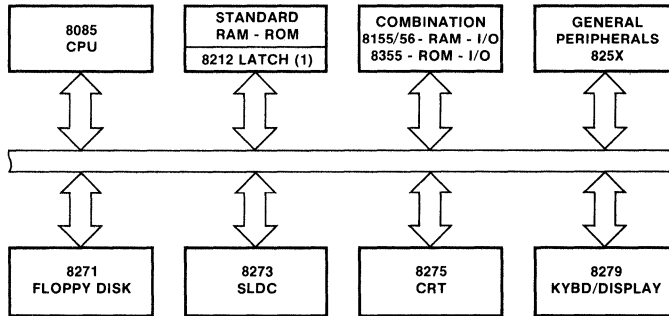 8085
CPU
STANDARD
RAM - ROM
8212 LATCH (1)
COMBINATION
8155/56 - RAM - I/O
8355 - ROM - I/O
GENERAL
PERIPHERALS
825X
8271
FLOPPY DISK
8273
SLDC
8275
CRT
8279
KYBD/DISPLAY